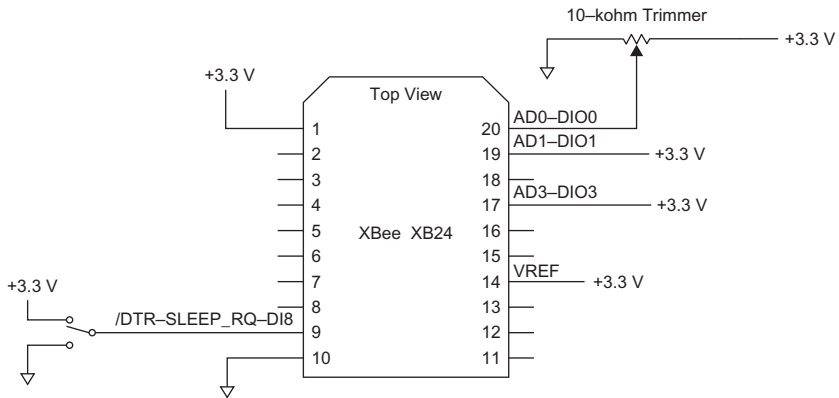 10–kohm Trimmer
+3.3 V
+3.3 V
Top View
1
2
3
4
5
6
7
8
9
10
XBee XB24
20
19
18
17
16
15
14
13
12
11
AD0–DIO0
AD1–DIO1
+3.3 V
AD3–DIO3
+3.3 V
VREF
+3.3 V
+3.3 V
/DTR–SLEEP_RQ–DI8